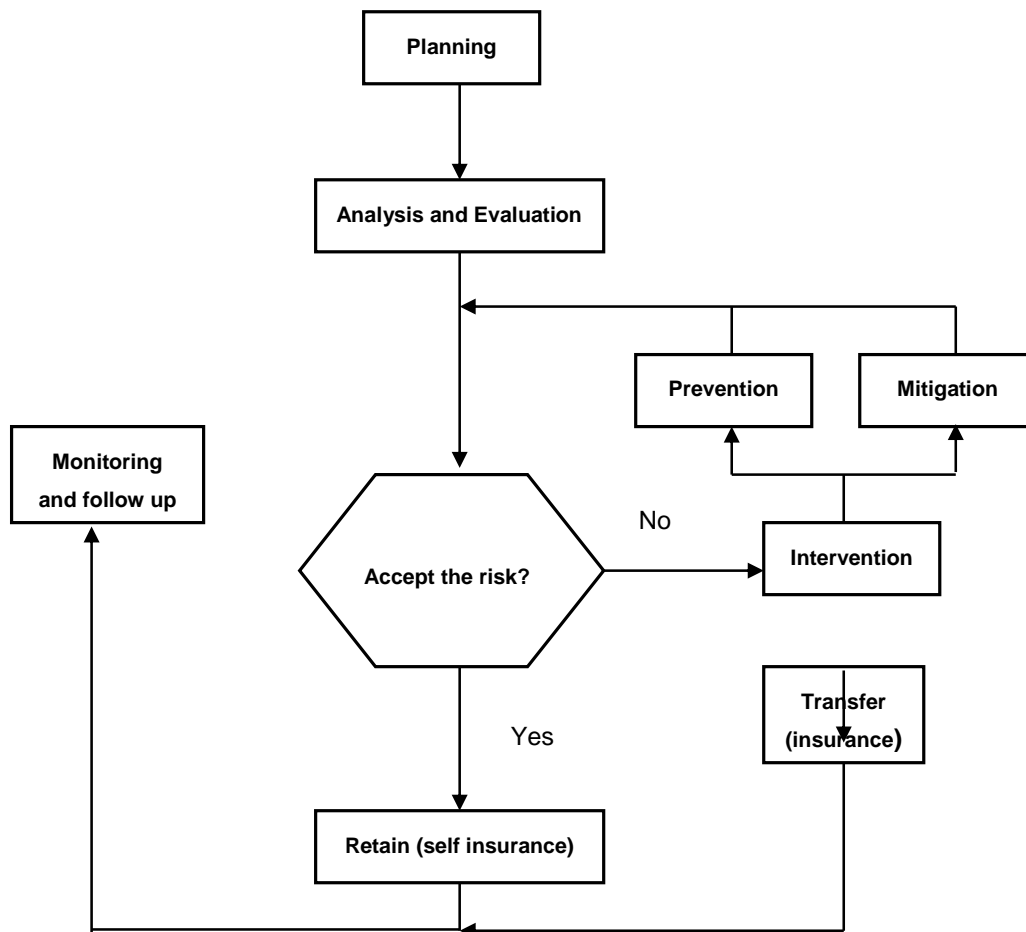 Planning
Analysis and Evaluation
Prevention
Mitigation
Monitoring
and follow up
No
Accept the risk?
Intervention
Yes
Transfer
(insurance)
Retain (self insurance)